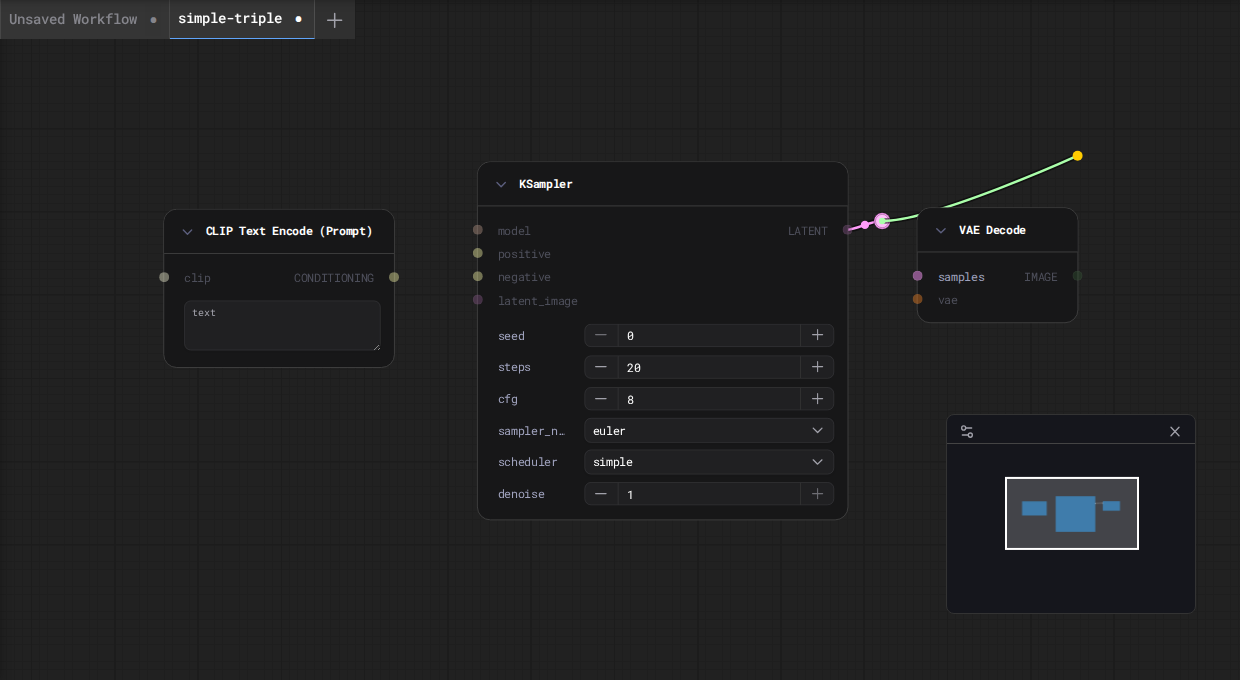 Unsaved Workflow
simple-triple
CLIP Text Encode (Prompt)
clip
CONDITIONING
text
KSampler
model
LATENT
positive
negative
latent_image
seed
0
steps
20
cfg
8
sampler_n…
euler
scheduler
simple
denoise
1
VAE Decode
samples
IMAGE
vae